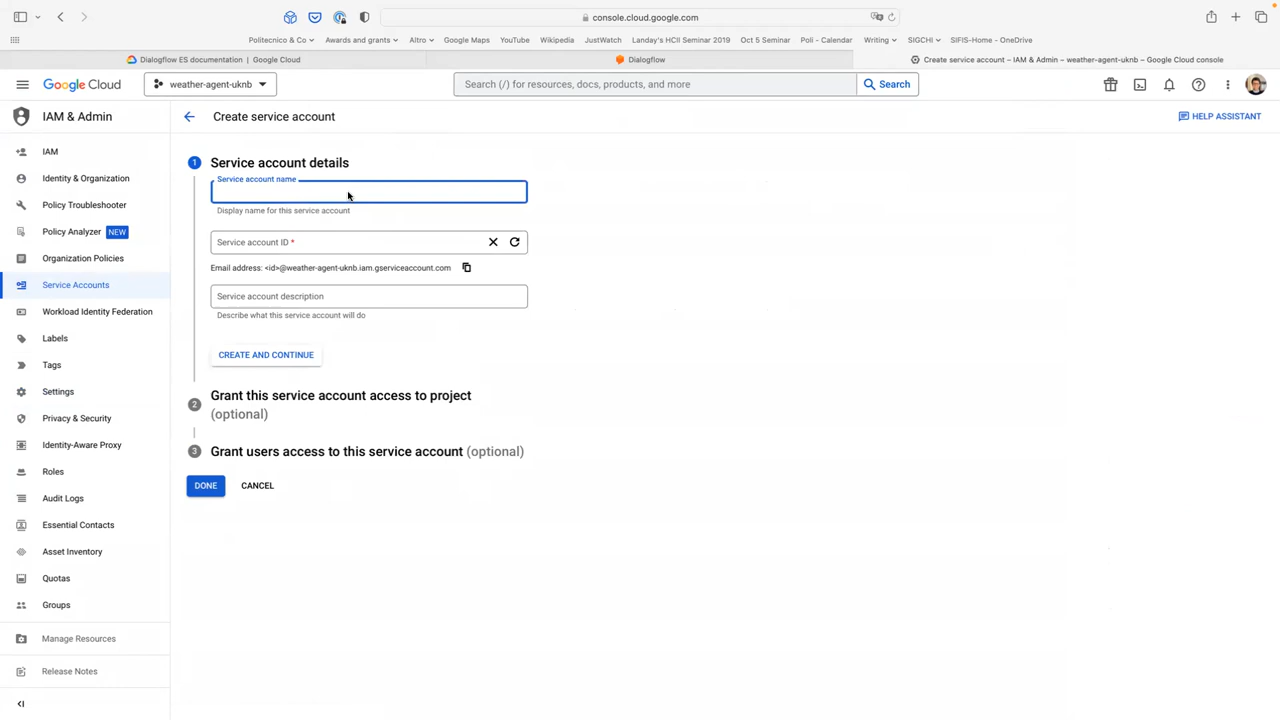 console.cloud.google.com
Politecnico & Co
Awards and grants
Altro
Google Maps
YouTube
Wikipedia
JustWatch
Landay's HCII Seminar 2019
Oct 5 Seminar
Poli - Calendar
Writing
SIGCHI
SIFIS-Home - OneDrive
Dialogflow ES documentation | Google Cloud
Dialogflow
Create service account – IAM & Admin – weather-agent-uknb – Google Cloud console
Google Cloud
weather-agent-uknb
Search (/) for resources, docs, products, and more
Search
IAM & Admin
Create service account
HELP ASSISTANT
IAM
Identity & Organization
Policy Troubleshooter
Policy Analyzer NEW
Organization Policies
Service Accounts
Workload Identity Federation
Labels
Tags
Settings
Privacy & Security
Identity-Aware Proxy
Roles
Audit Logs
Essential Contacts
Asset Inventory
Quotas
Groups
Manage Resources
Release Notes
1 Service account details
Service account name
Display name for this service account
Service account ID *
Email address: <id>@weather-agent-uknb.iam.gserviceaccount.com
Service account description
Describe what this service account will do
CREATE AND CONTINUE
2 Grant this service account access to project
(optional)
3 Grant users access to this service account (optional)
DONE
CANCEL